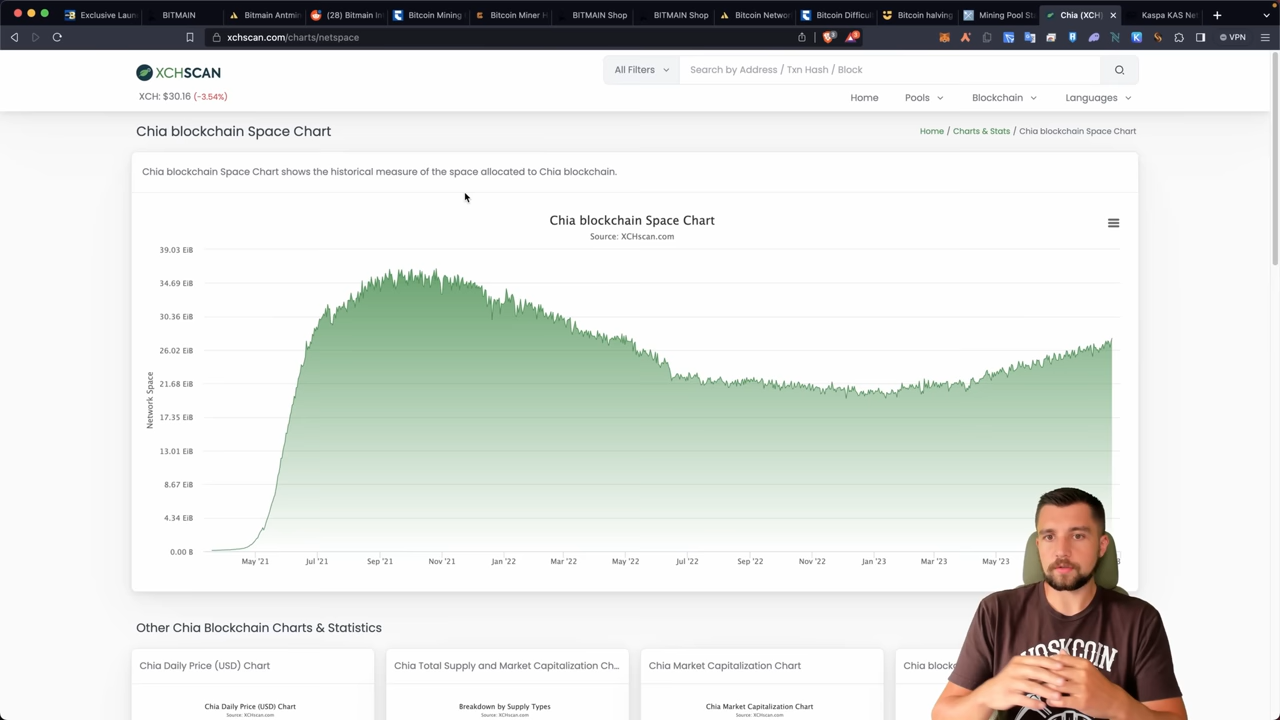 Exclusive Laun
BITMAIN
Bitmain Antmi
(28) Bitmain In
Bitcoin Mining
Bitcoin Miner H
BITMAIN Shop
BITMAIN Shop
Bitcoin Networ
Bitcoin Difficul
Bitcoin halving
Mining Pool St
Chia (XCH)
Kaspa KAS Net
xchscan.com/charts/netspace
VPN
XCHSCAN
All Filters
Search by Address / Txn Hash / Block
XCH: $30.16 (-3.54%)
Home
Pools
Blockchain
Languages
Chia blockchain Space Chart
Home / Charts & Stats / Chia blockchain Space Chart
Chia blockchain Space Chart shows the historical measure of the space allocated to Chia blockchain.
Chia blockchain Space Chart
Source: XCHscan.com
Network Space
39.03 EiB
34.69 EiB
30.36 EiB
26.02 EiB
21.68 EiB
17.35 EiB
13.01 EiB
8.67 EiB
4.34 EiB
0.00 B
May '21
Jul '21
Sep '21
Nov '21
Jan '22
Mar '22
May '22
Jul '22
Sep '22
Nov '22
Jan '23
Mar '23
May '23
Other Chia Blockchain Charts & Statistics
Chia Daily Price (USD) Chart
Chia Total Supply and Market Capitalization Ch...
Chia Market Capitalization Chart
Chia block
Chia Daily Price (USD) Chart
Source: XCHscan.com
Breakdown by Supply Types
Source: XCHscan.com
Chia Market Capitalization Chart
Source: XCHscan.com